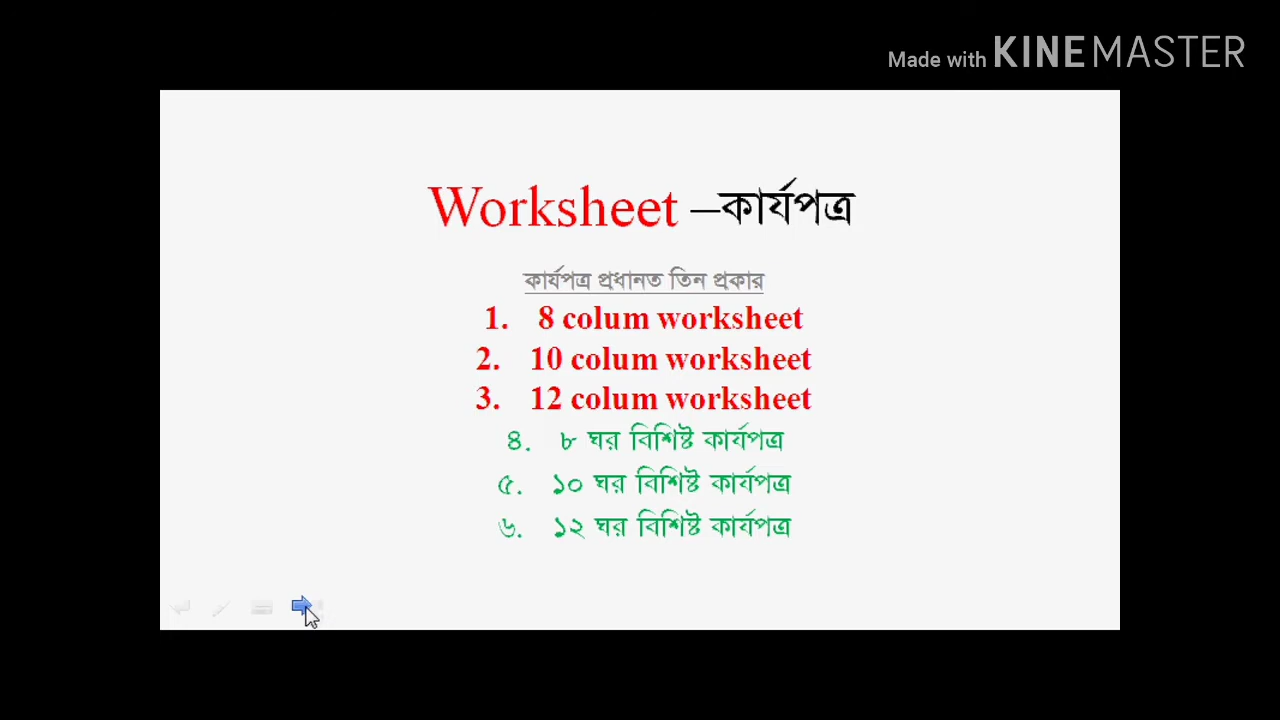 Made with KINEMASTER
Worksheet –কার্যপত্র
কার্যপত্র প্রধানত তিন প্রকার
1. 8 colum worksheet
2. 10 colum worksheet
3. 12 colum worksheet
৪. ৮ ঘর বিশিষ্ট কার্যপত্র
৫. ১০ ঘর বিশিষ্ট কার্যপত্র
৬. ১২ ঘর বিশিষ্ট কার্যপত্র